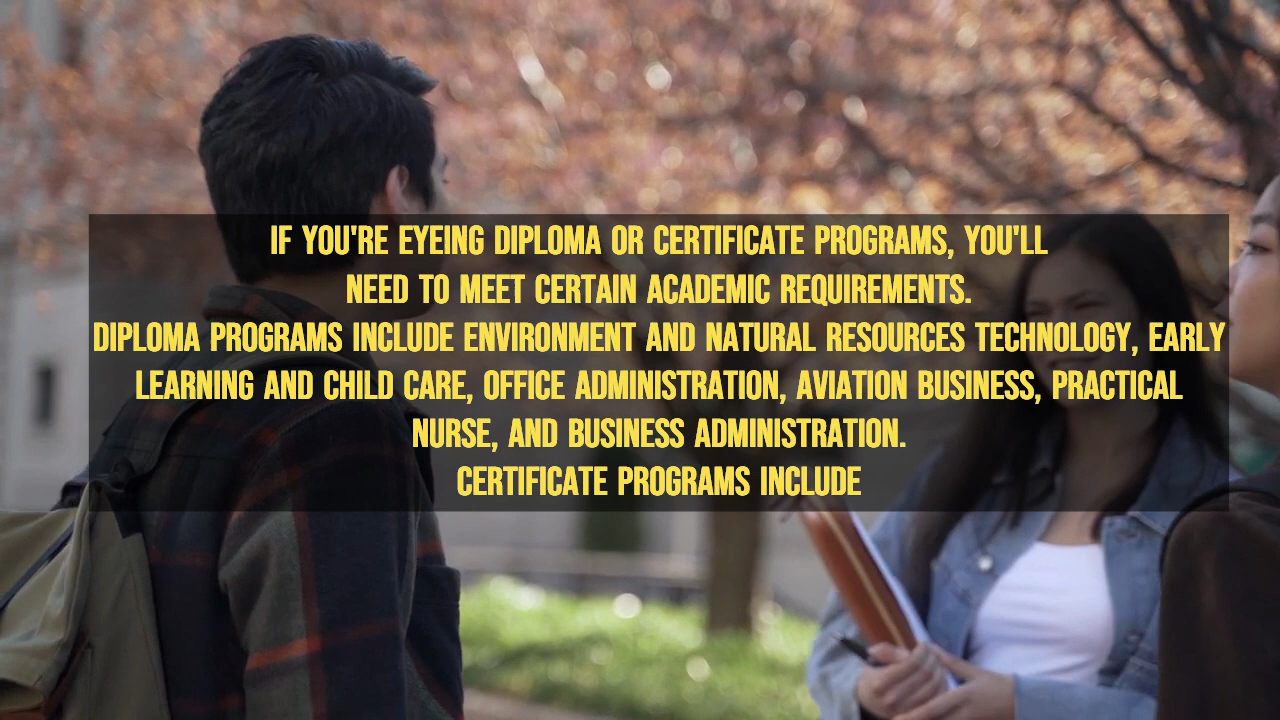 IF YOU'RE EYEING DIPLOMA OR CERTIFICATE PROGRAMS, YOU'LL
NEED TO MEET CERTAIN ACADEMIC REQUIREMENTS.
DIPLOMA PROGRAMS INCLUDE ENVIRONMENT AND NATURAL RESOURCES TECHNOLOGY, EARLY
LEARNING AND CHILD CARE, OFFICE ADMINISTRATION, AVIATION BUSINESS, PRACTICAL
NURSE, AND BUSINESS ADMINISTRATION.
CERTIFICATE PROGRAMS INCLUDE